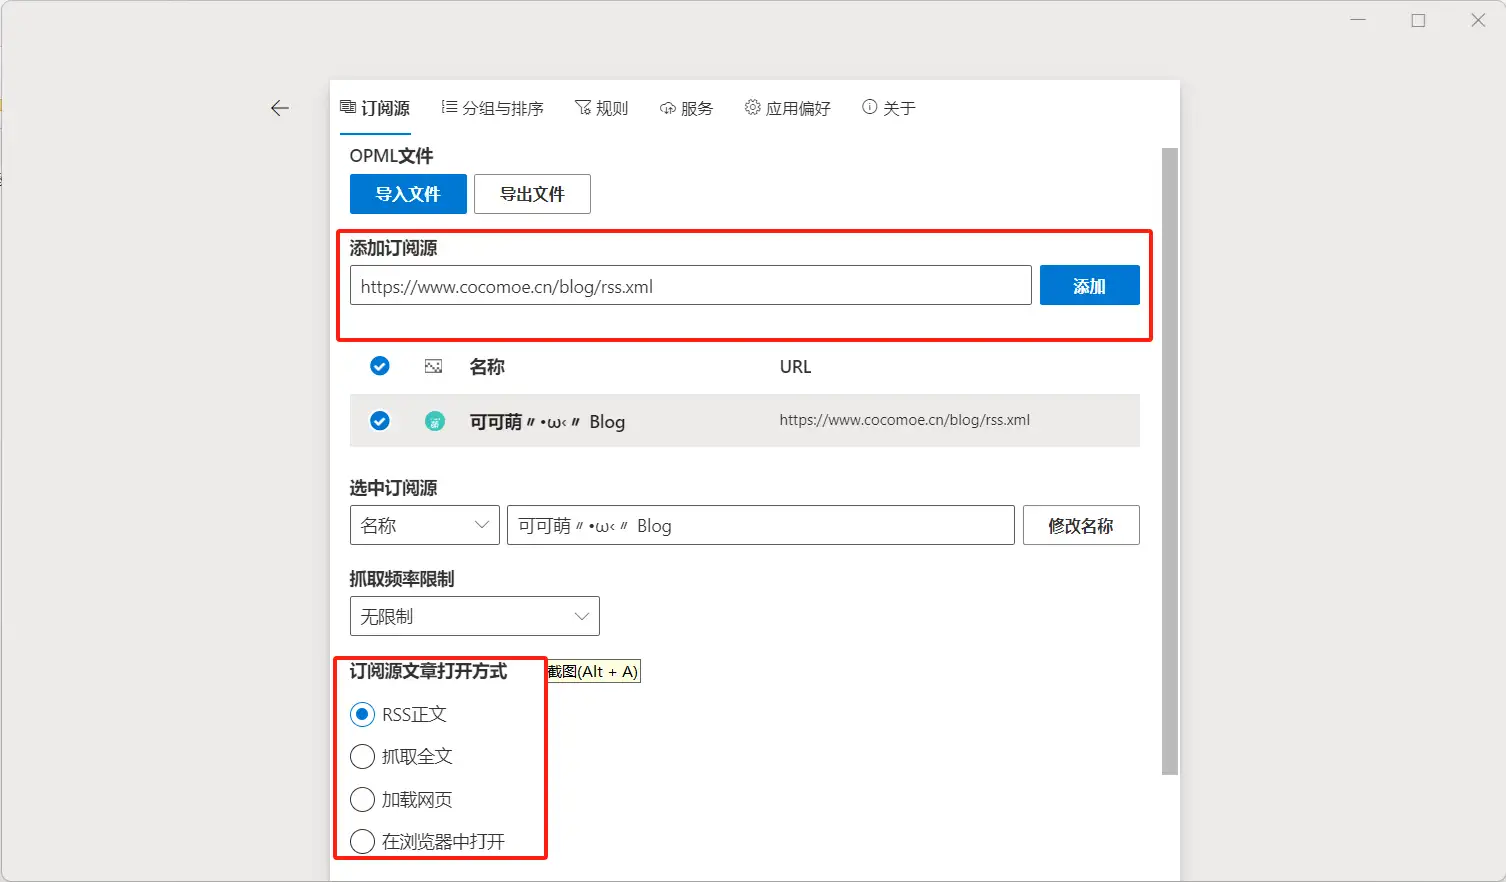 订阅源 分组与排序 规则 服务 应用偏好 关于
OPML文件
导入文件 导出文件
添加订阅源
https://www.cocomoe.cn/blog/rss.xml 添加
名称 URL
可可萌〃•ω‹〃 Blog https://www.cocomoe.cn/blog/rss.xml
选中订阅源
名称 可可萌〃•ω‹〃 Blog 修改名称
抓取频率限制
无限制
订阅源文章打开方式 截图(Alt + A)
RSS正文
抓取全文
加载网页
在浏览器中打开